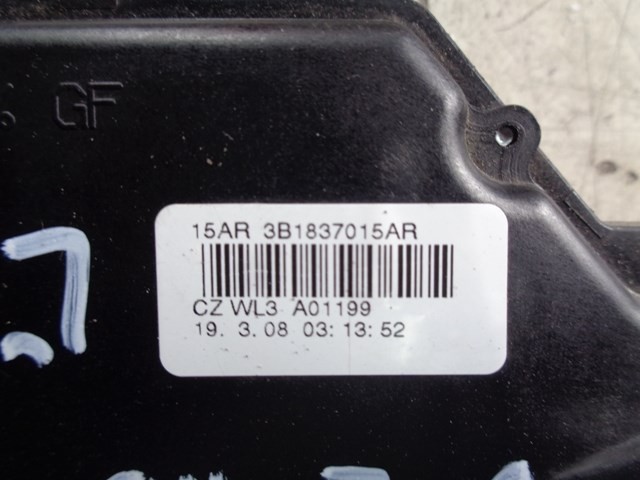 GF
15AR 3B1837015AR
CZ WL3 A01199
19. 3.08 03:13:52